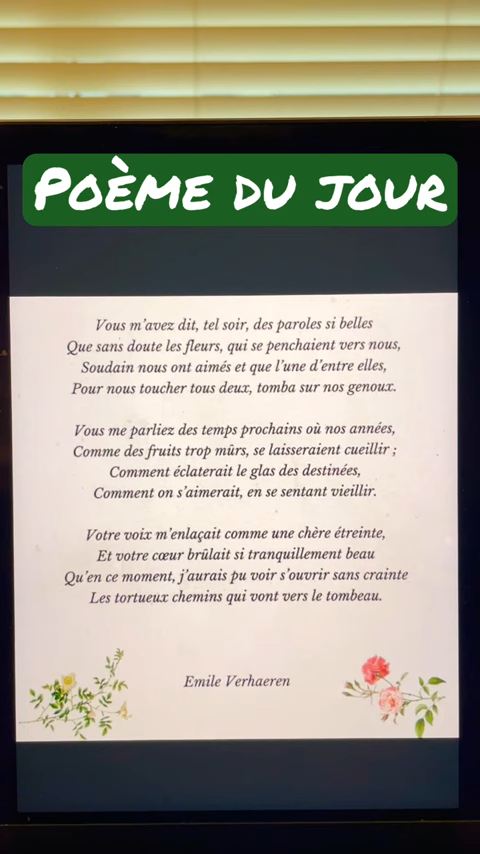 Poème du jour
Vous m'avez dit, tel soir, des paroles si belles
Que sans doute les fleurs, qui se penchaient vers nous,
Soudain nous ont aimés et que l'une d'entre elles,
Pour nous toucher tous deux, tomba sur nos genoux.
Vous me parliez des temps prochains où nos années,
Comme des fruits trop mûrs, se laisseraient cueillir ;
Comment éclaterait le glas des destinées,
Comment on s'aimerait, en se sentant vieillir.
Votre voix m'enlaçait comme une chère étreinte,
Et votre cœur brûlait si tranquillement beau
Qu'en ce moment, j'aurais pu voir s'ouvrir sans crainte
Les tortueux chemins qui vont vers le tombeau.
Emile Verhaeren